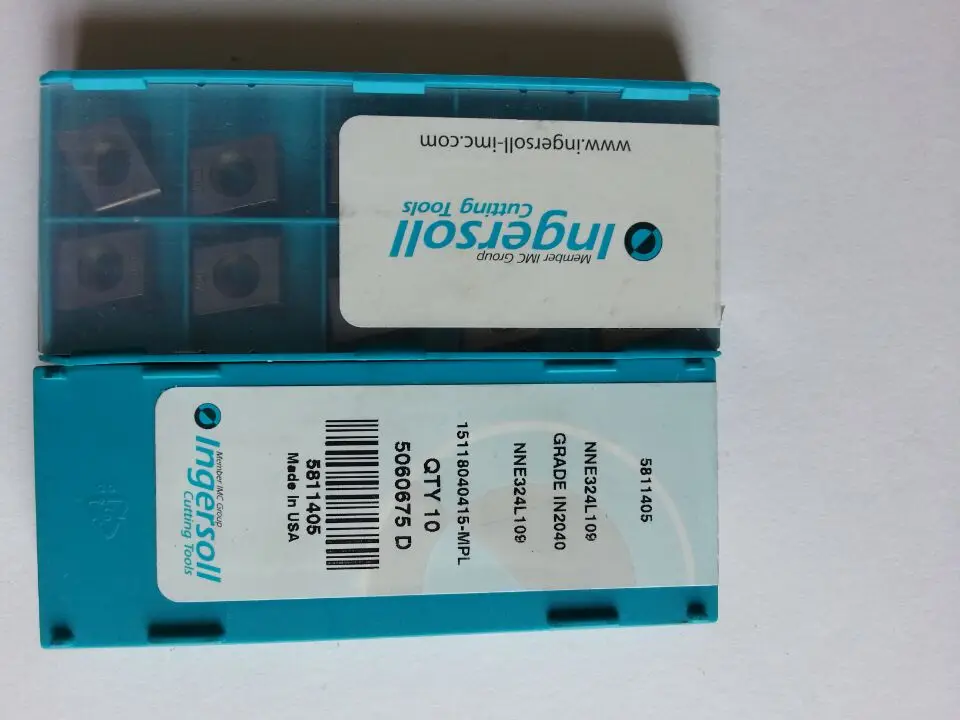 www.ingersoll-imc.com
Ingersoll
Cutting Tools
Member IMC Group
5811405
NNE324L109
GRADE IN2040
NNE324L109
15118040415-MPL
QTY 10
5060675 D
5811405
Made In USA
Member IMC Group
Ingersoll
Cutting Tools